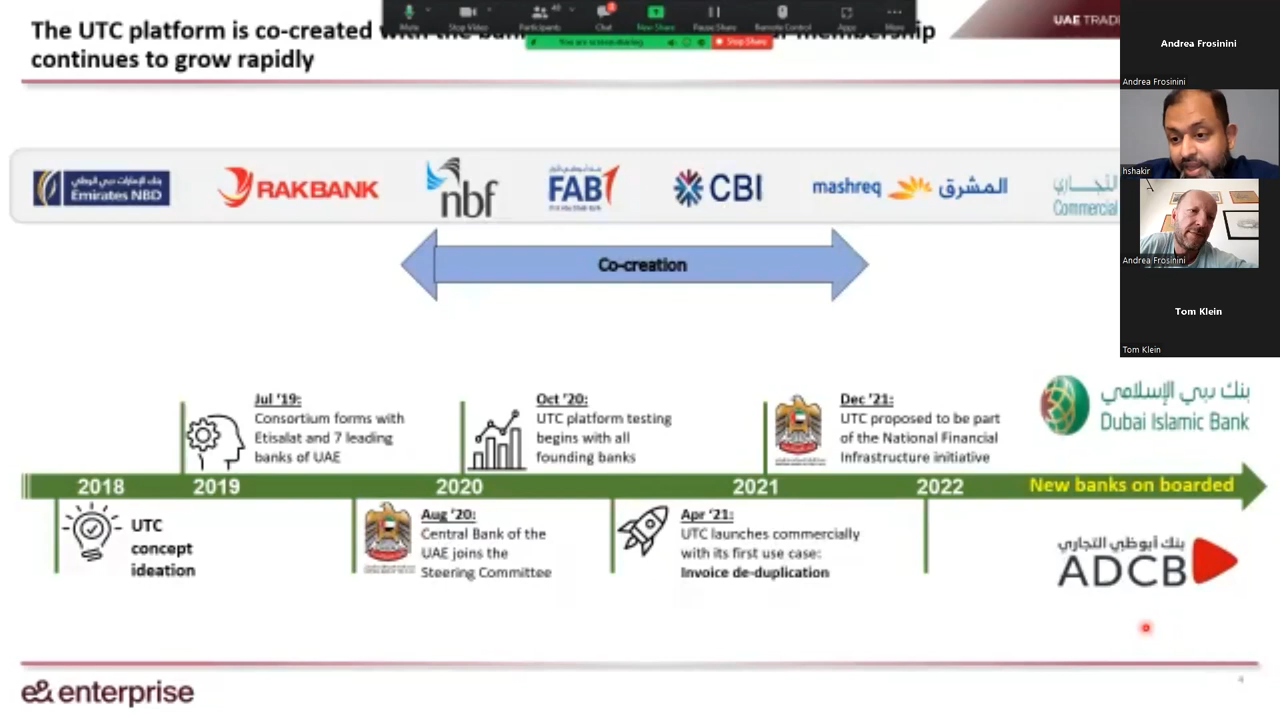 The UTC platform is co-created with the ban
membership
continues to grow rapidly
Mute
Stop Video
Participants
Chat
New Share
Pause Share
Remote Control
Apps
More
You are screen sharing
Stop Share
UAE TRAD
Andrea Frosinini
Andrea Frosinini
hshakir
Andrea Frosinini
Tom Klein
Tom Klein
بنك الإمارات دبي الوطني
Emirates NBD
RAKBANK
nbf
FAB
CBI
mashreq
المشرق
التجاري
Commercial
Co-creation
Jul '19:
Consortium forms with
Etisalat and 7 leading
banks of UAE
Oct '20:
UTC platform testing
begins with all
founding banks
Dec '21:
UTC proposed to be part
of the National Financial
Infrastructure initiative
بنك دبي الإسلامي
Dubai Islamic Bank
2018
2019
2020
2021
2022
New banks on boarded
UTC
concept
ideation
Aug '20:
Central Bank of the
UAE joins the
Steering Committee
Apr '21:
UTC launches commercially
with its first use case:
Invoice de-duplication
بنك أبوظبي التجاري
ADCB
e& enterprise
4